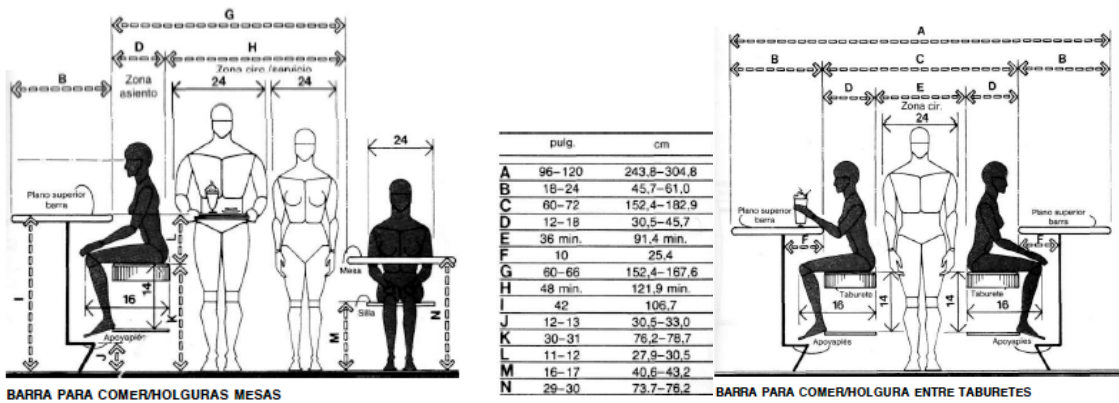 G
D
H
Zona circ./servicio
B
Zona
asiento
24
24
24
Plano superior
barra
L
I
14
16
K
Mesa
Silla
M
N
Apoyapiés
J
BARRA PARA COMER/HOLGURAS MESAS
pulg. cm
A 96–120 243,8–304,8
B 18–24 45,7–61,0
C 60–72 152,4–182,9
D 12–18 30,5–45,7
E 36 min. 91,4 min.
F 10 25,4
G 60–66 152,4–167,6
H 48 min. 121,9 min.
I 42 106,7
J 12–13 30,5–33,0
K 30–31 76,2–78,7
L 11–12 27,9–30,5
M 16–17 40,6–43,2
N 29–30 73,7–76,2
A
B
C
B
D
E
D
Zona cir.
24
Plano superior
barra
Plano superior
barra
F
F
Taburete
Taburete
16
14
14
16
Apoyapiés
Apoyapiés
BARRA PARA COMER/HOLGURA ENTRE TABURETES